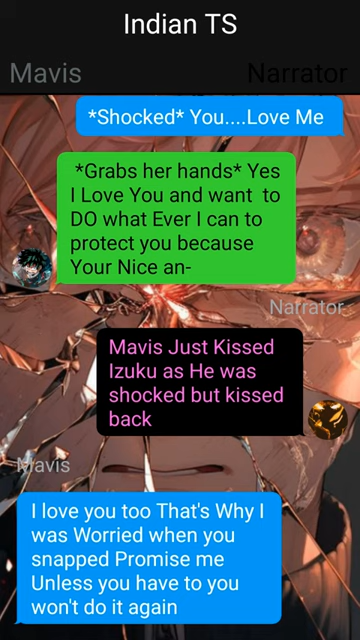 Indian TS
Mavis
Narrator
*Shocked* You....Love Me
*Grabs her hands* Yes
I Love You and want to
DO what Ever I can to
protect you because
Your Nice an-
Narrator
Mavis Just Kissed
Izuku as He was
shocked but kissed
back
Mavis
I love you too That's Why I
was Worried when you
snapped Promise me
Unless you have to you
won't do it again